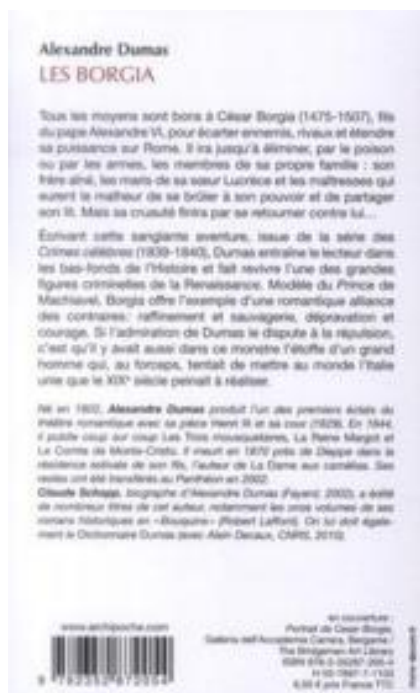 Alexandre Dumas
LES BORGIA
Tous les moyens sont bons à César Borgia (1475-1507), fils
du pape Alexandre VI, pour écarter ennemis, rivaux et étendre
sa puissance sur Rome. Il ira jusqu'à éliminer, par le poison
ou par les armes, les membres de sa propre famille : son
frère aîné, les maris de sa sœur Lucrèce et les maîtresses qui
eurent le malheur de se brûler à son pouvoir et de partager
son lit. Mais sa cruauté finira par se retourner contre lui...
Écrivant cette sanglante aventure, issue de la série des
Crimes célèbres (1839-1840), Dumas entraîne le lecteur dans
les bas-fonds de l'Histoire et fait revivre l'une des grandes
figures criminelles de la Renaissance. Modèle du Prince de
Machiavel, Borgia offre l'exemple d'une romantique alliance
des contraires : raffinement et sauvagerie, dépravation et
courage. Si l'admiration de Dumas le dispute à la répulsion,
c'est qu'il y avait aussi dans ce monstre l'étoffe d'un grand
homme qui, au forceps, tentait de mettre au monde l'Italie
unie que le XIXe siècle peinait à réaliser.
Né en 1802, Alexandre Dumas produit l'un des premiers éclats du
théâtre romantique avec sa pièce Henri III et sa cour (1829). En 1844,
il publie coup sur coup Les Trois mousquetaires, La Reine Margot et
Le Comte de Monte-Cristo. Il meurt en 1870 près de Dieppe dans la
résidence estivale de son fils, l'auteur de La Dame aux camélias. Ses
restes ont été transférés au Panthéon en 2002.
Claude Schopp, biographe d'Alexandre Dumas (Fayard, 2002), a édité
de nombreux titres de cet auteur, notamment les onze volumes de ses
romans historiques en «Bouquins» (Robert Laffont). On lui doit égale-
ment le Dictionnaire Dumas (avec Alain Decaux, CNRS, 2010).
www.archipoche.com
en couverture :
Portrait de Cesar Borgia,
Galleria dell'Accademia Carrara, Bergame /
The Bridgeman Art Library
ISBN
prix France TTC